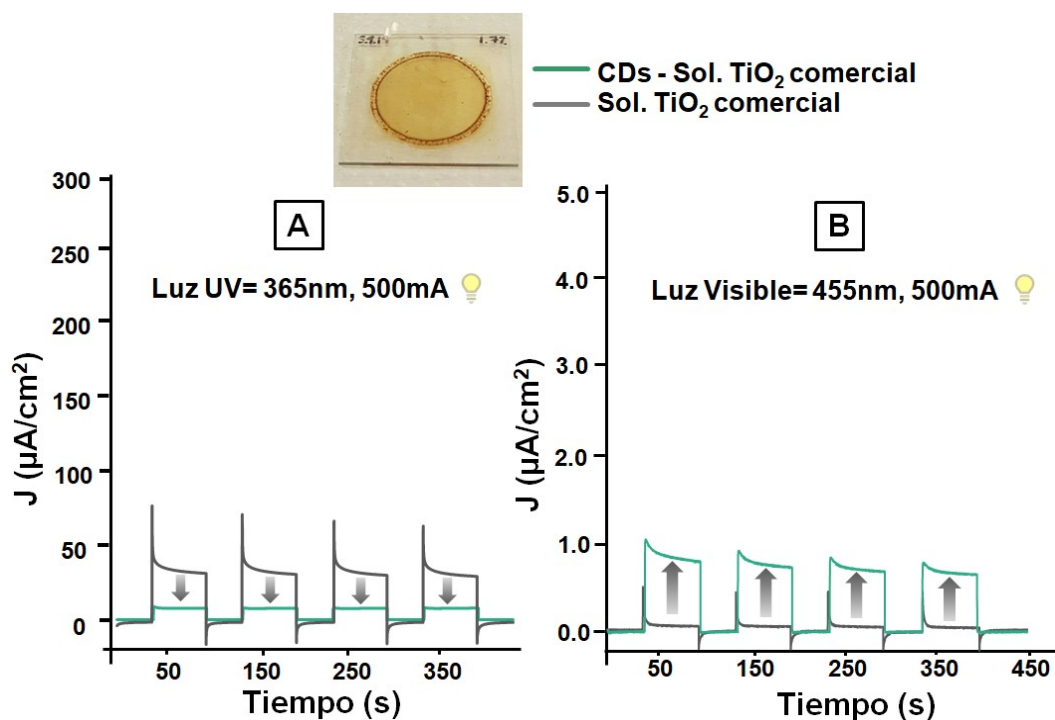 CDs - Sol. TiO₂ comercial
Sol. TiO₂ comercial
A
Luz UV= 365nm, 500mA
J (µA/cm²)
300
250
200
150
100
50
0
50
150
250
350
Tiempo (s)
B
Luz Visible= 455nm, 500mA
J (µA/cm²)
5.0
4.0
3.0
2.0
1.0
0.0
50
150
250
350
450
Tiempo (s)